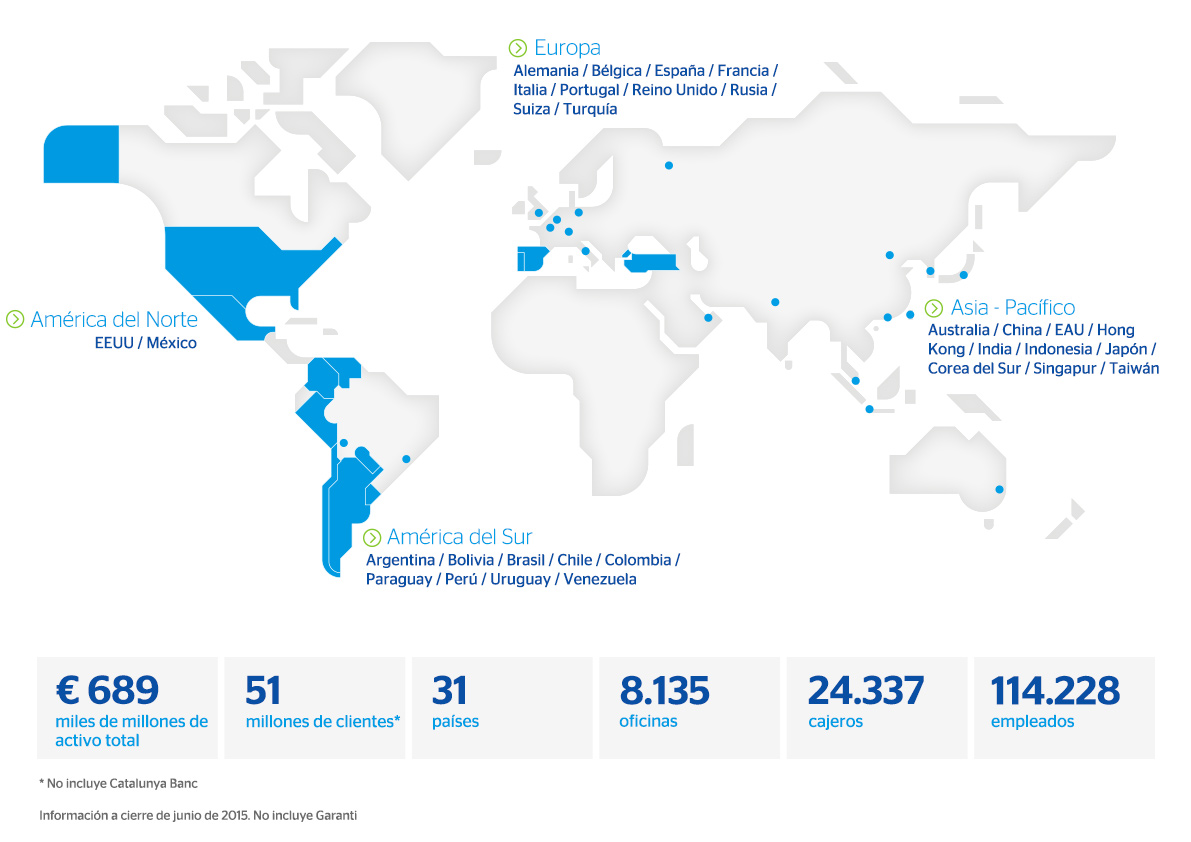 Europa
Alemania / Bélgica / España / Francia /
Italia / Portugal / Reino Unido / Rusia /
Suiza / Turquía
América del Norte
EEUU / México
Asia - Pacífico
Australia / China / EAU / Hong
Kong / India / Indonesia / Japón /
Corea del Sur / Singapur / Taiwán
América del Sur
Argentina / Bolivia / Brasil / Chile / Colombia /
Paraguay / Perú / Uruguay / Venezuela
€ 689
miles de millones de
activo total
51
millones de clientes*
31
países
8.135
oficinas
24.337
cajeros
114.228
empleados
* No incluye Catalunya Banc
Información a cierre de junio de 2015. No incluye Garanti